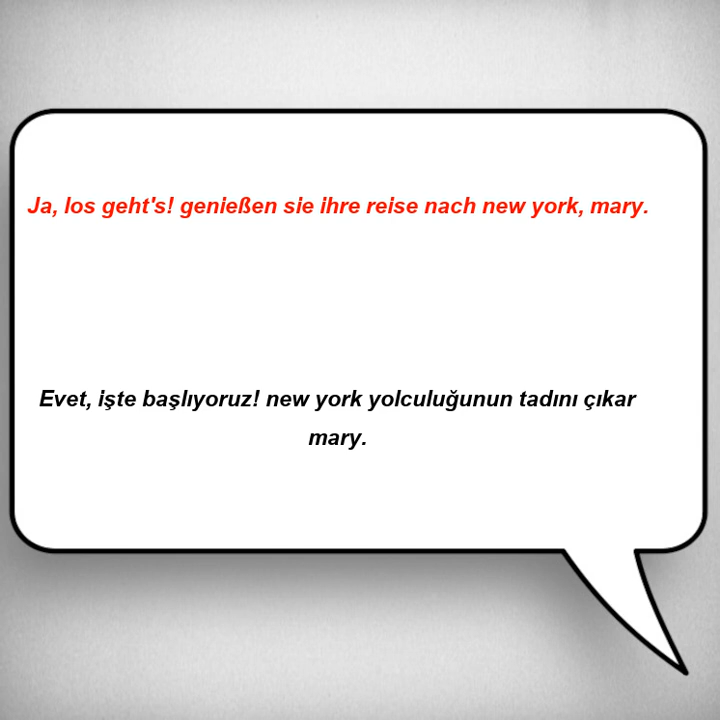 Ja, los geht's! genießen sie ihre reise nach new york, mary.
Evet, işte başlıyoruz! new york yolculuğunun tadını çıkar
mary.